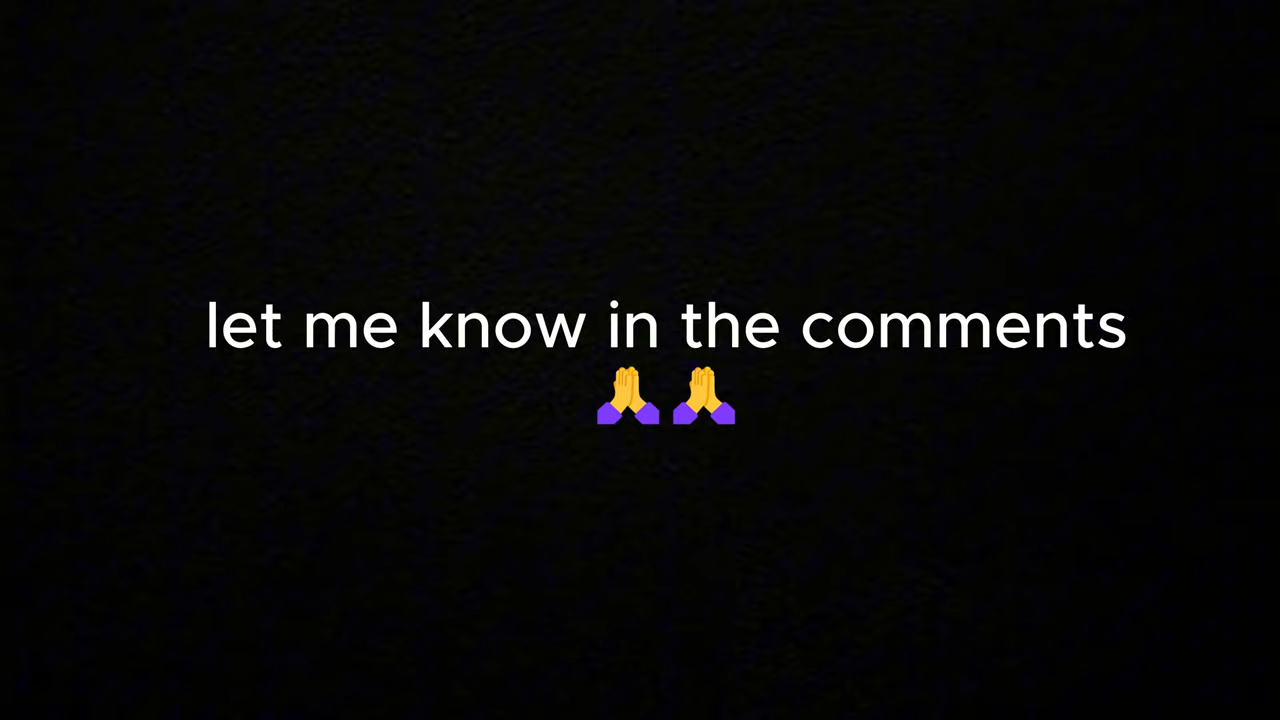 let me know in the comments
🙏 🙏